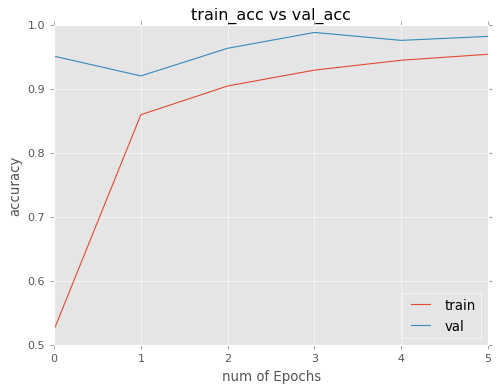 train_acc vs val_acc
1.0
0.9
0.8
0.7
0.6
0.5
accuracy
0 1 2 3 4 5
num of Epochs
train
val